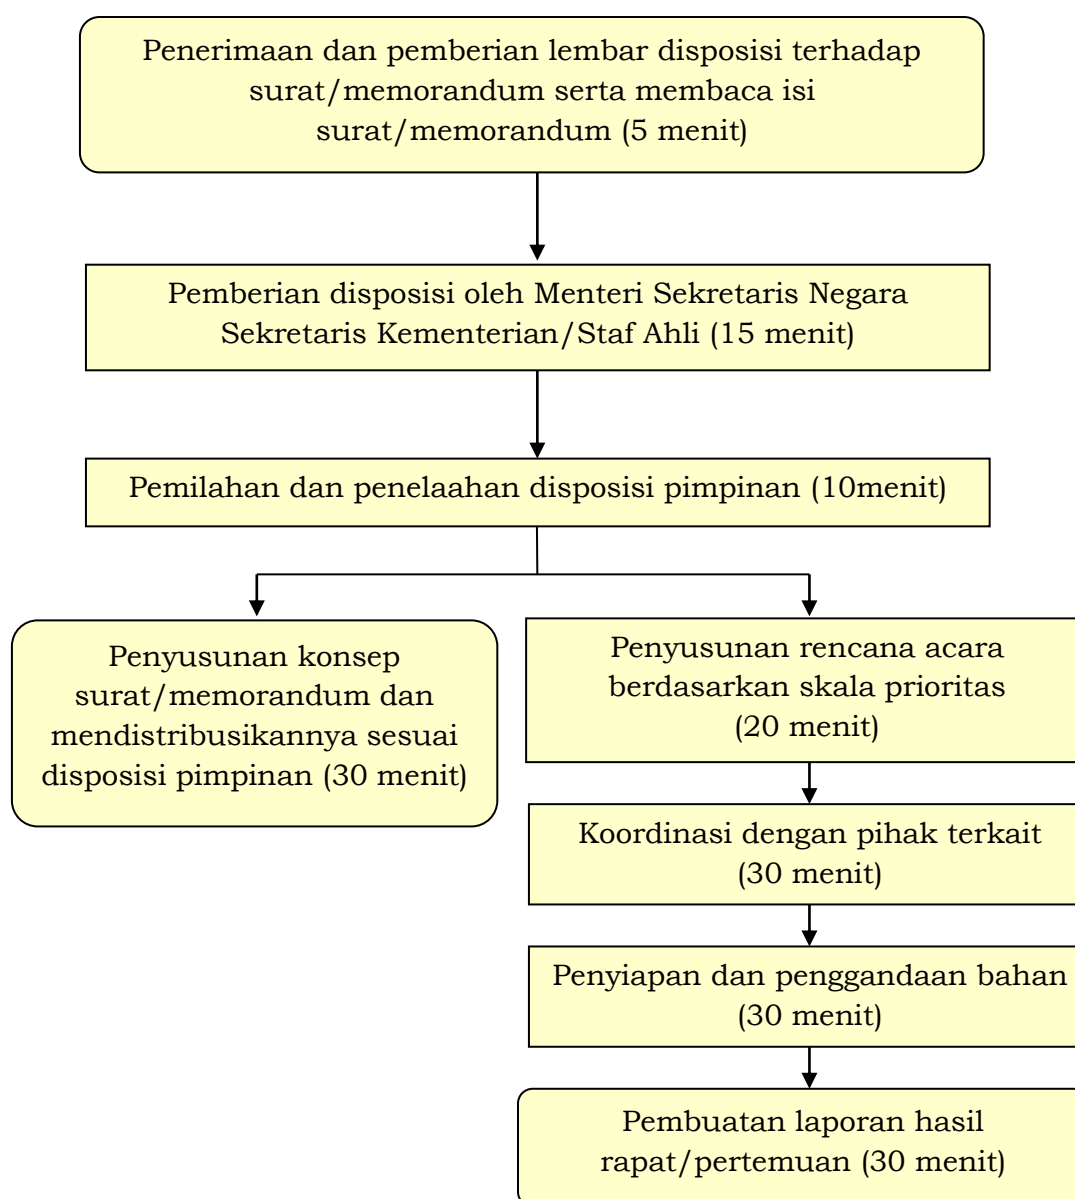 Penerimaan dan pemberian lembar disposisi terhadap
surat/memorandum serta membaca isi
surat/memorandum (5 menit)
Pemberian disposisi oleh Menteri Sekretaris Negara
Sekretaris Kementerian/Staf Ahli (15 menit)
Pemilahan dan penelaahan disposisi pimpinan (10menit)
Penyusunan konsep
surat/memorandum dan
mendistribusikannya sesuai
disposisi pimpinan (30 menit)
Penyusunan rencana acara
berdasarkan skala prioritas
(20 menit)
Koordinasi dengan pihak terkait
(30 menit)
Penyiapan dan penggandaan bahan
(30 menit)
Pembuatan laporan hasil
rapat/pertemuan (30 menit)